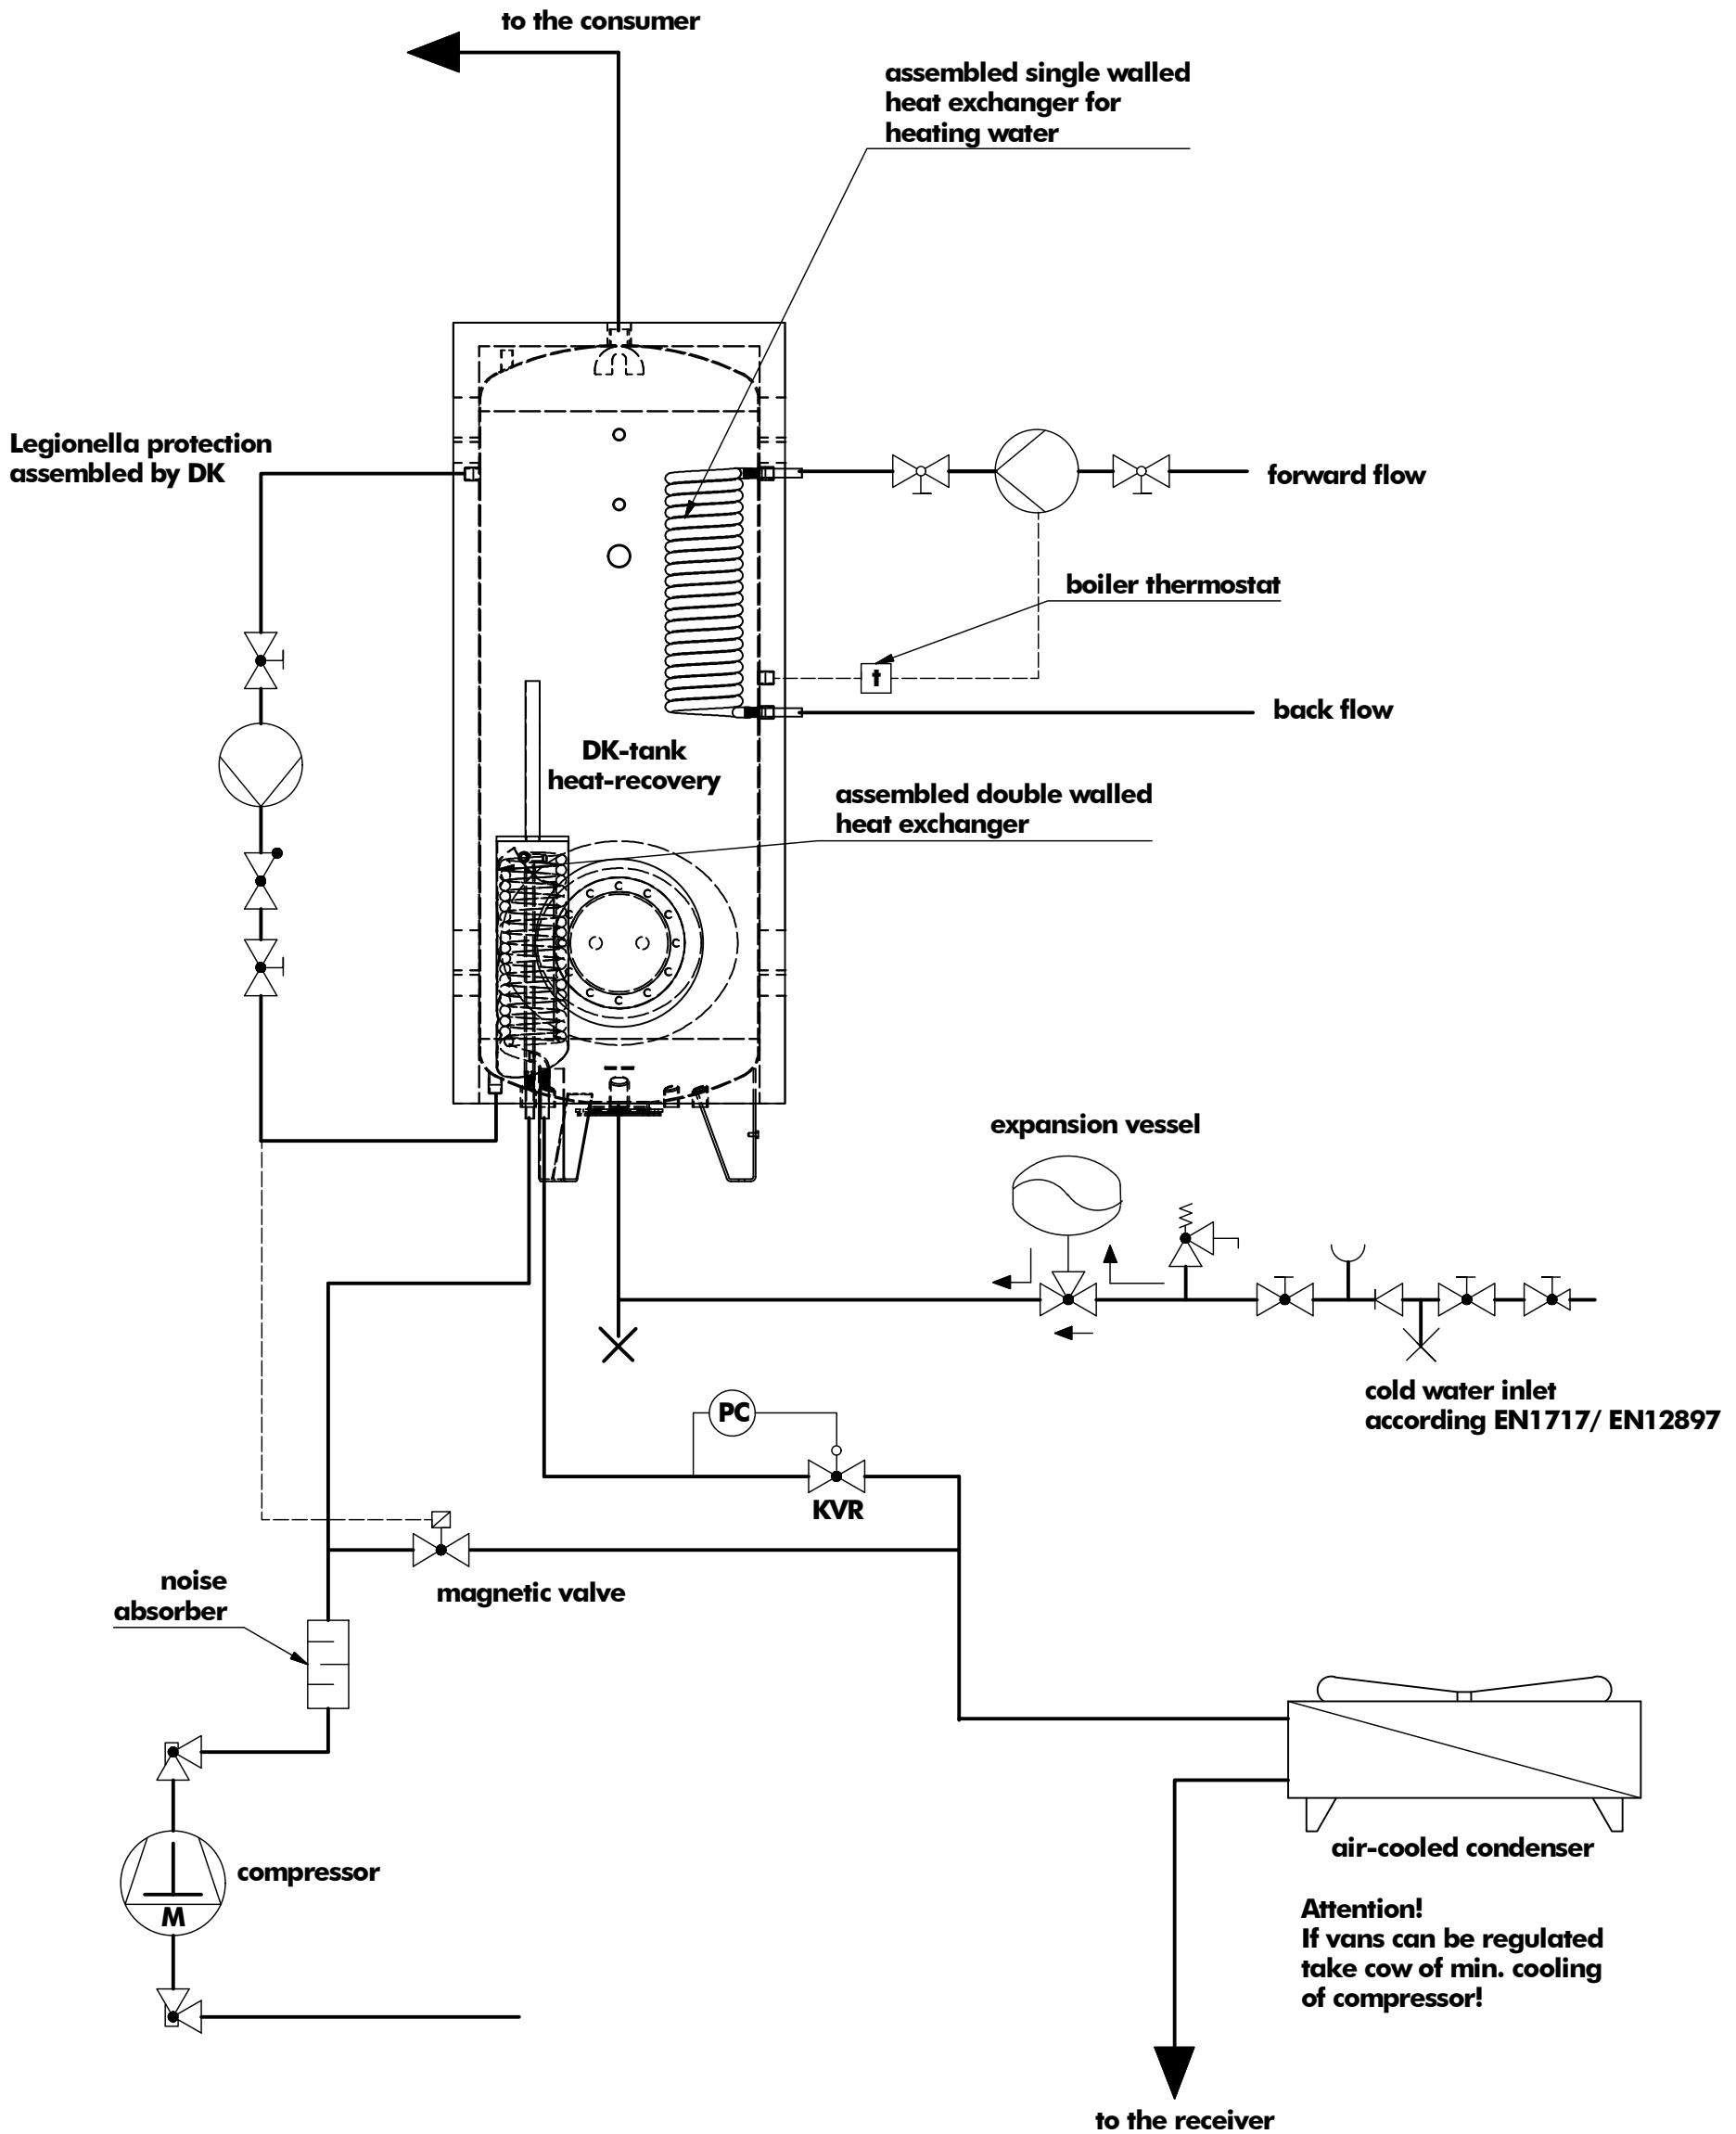 to the consumer
assembled single walled
heat exchanger for
heating water
Legionella protection
assembled by DK
forward flow
boiler thermostat
t
back flow
DK-tank
heat-recovery
assembled double walled
heat exchanger
expansion vessel
cold water inlet
according EN1717/ EN12897
PC
KVR
magnetic valve
noise
absorber
compressor
M
air-cooled condenser
Attention!
If vans can be regulated
take cow of min. cooling
of compressor!
to the receiver